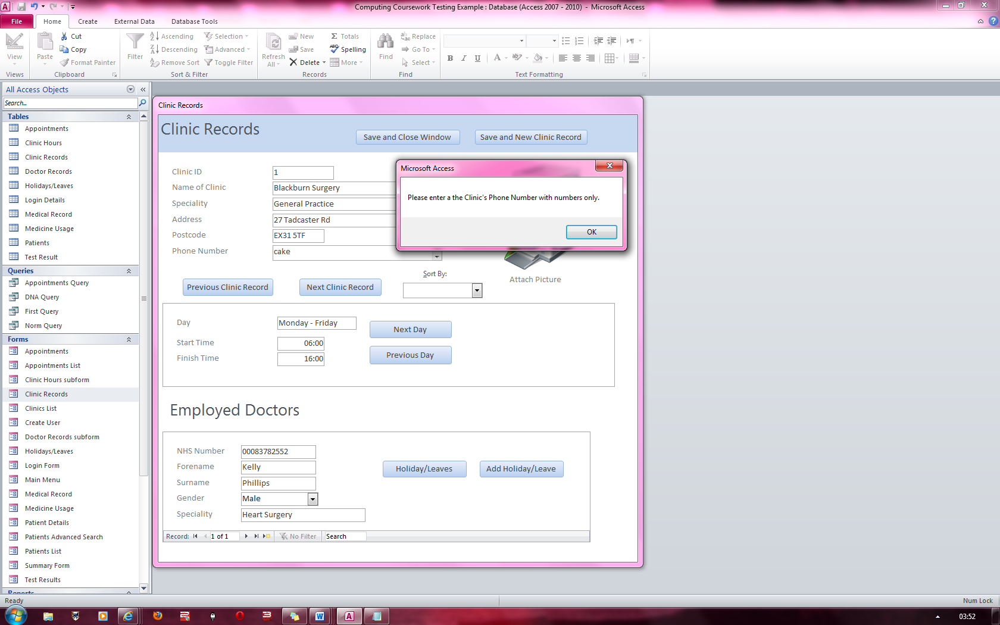 Computing Coursework Testing Example : Database (Access 2007 - 2010) - Microsoft Access
File Home Create External Data Database Tools
View
Views
Paste
Cut
Copy
Format Painter
Clipboard
Filter
Ascending
Descending
Remove Sort
Selection
Advanced
Toggle Filter
Sort & Filter
Refresh
All
New
Save
Delete
Totals
Spelling
More
Records
Find
Replace
Go To
Select
Find
B I U A
Text Formatting
All Access Objects
Search...
Tables
Appointments
Clinic Hours
Clinic Records
Doctor Records
Holidays/Leaves
Login Details
Medical Record
Medicine Usage
Patients
Test Result
Queries
Appointments Query
DNA Query
First Query
Norm Query
Forms
Appointments
Appointments List
Clinic Hours subform
Clinic Records
Clinics List
Create User
Doctor Records subform
Holidays/Leaves
Login Form
Main Menu
Medical Record
Medicine Usage
Patient Details
Patients Advanced Search
Patients List
Summary Form
Test Results
Reports
Clinic Records
Clinic Records
Save and Close Window
Save and New Clinic Record
Clinic ID 1
Name of Clinic Blackburn Surgery
Speciality General Practice
Address 27 Tadcaster Rd
Postcode EX31 5TF
Phone Number cake
Microsoft Access
Please enter a the Clinic's Phone Number with numbers only.
OK
Attach Picture
Previous Clinic Record
Next Clinic Record
Sort By:
Day Monday - Friday
Start Time 06:00
Finish Time 16:00
Next Day
Previous Day
Employed Doctors
NHS Number 00083782552
Forename Kelly
Surname Phillips
Gender Male
Speciality Heart Surgery
Holiday/Leaves
Add Holiday/Leave
Record: 1 of 1 No Filter Search
Ready
Num Lock
03:52